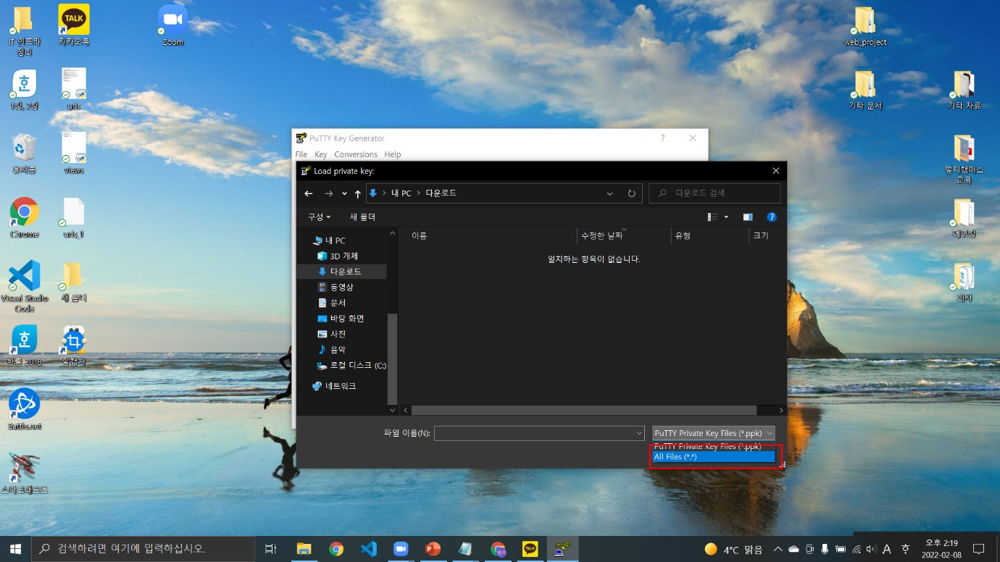 IT 인프라
정리
TALK
카카오톡
Zoom
web_project
1장, 2장
urls
기타 문서
기타 자료
휴지통
views
멀티캠퍼스
교육
Chrome
urls_1
메모장
Visual Studio
Code
새 폴더
회사
한글 2018
알캡처
Battle.net
스타크래프트
PuTTY Key Generator
?
File Key Conversions Help
Load private key:
내 PC > 다운로드
다운로드 검색
구성
새 폴더
이름
수정한 날짜
유형
크기
일치하는 항목이 없습니다.
내 PC
3D 개체
다운로드
동영상
문서
바탕 화면
사진
음악
로컬 디스크 (C:)
네트워크
파일 이름(N):
PuTTY Private Key Files (*.ppk)
PuTTY Private Key Files (*.ppk)
All Files (*.*)
검색하려면 여기에 입력하십시오.
TALK
4°C 맑음
A
오후 2:19
2022-02-08